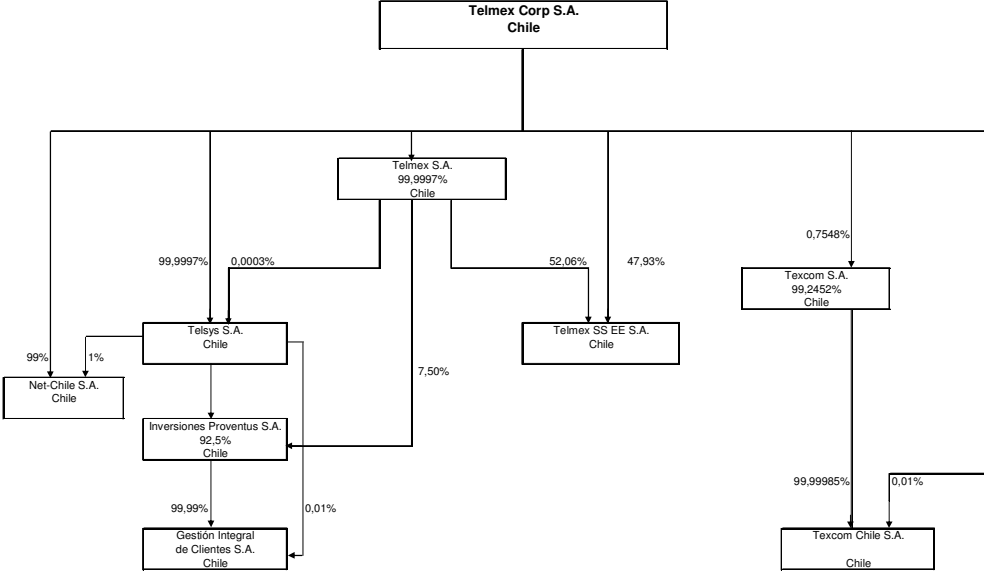 Telmex Corp S.A.
Chile
Telmex S.A.
99,9997%
Chile
0,7548%
99,9997%
0,0003%
52,06%
47,93%
Texcom S.A.
99,2452%
Chile
Telsys S.A.
Chile
Telmex SS EE S.A.
Chile
99%
1%
7,50%
Net-Chile S.A.
Chile
Inversiones Proventus S.A.
92,5%
Chile
99,99985%
0,01%
99,99%
0,01%
Gestión Integral
de Clientes S.A.
Chile
Texcom Chile S.A.
Chile